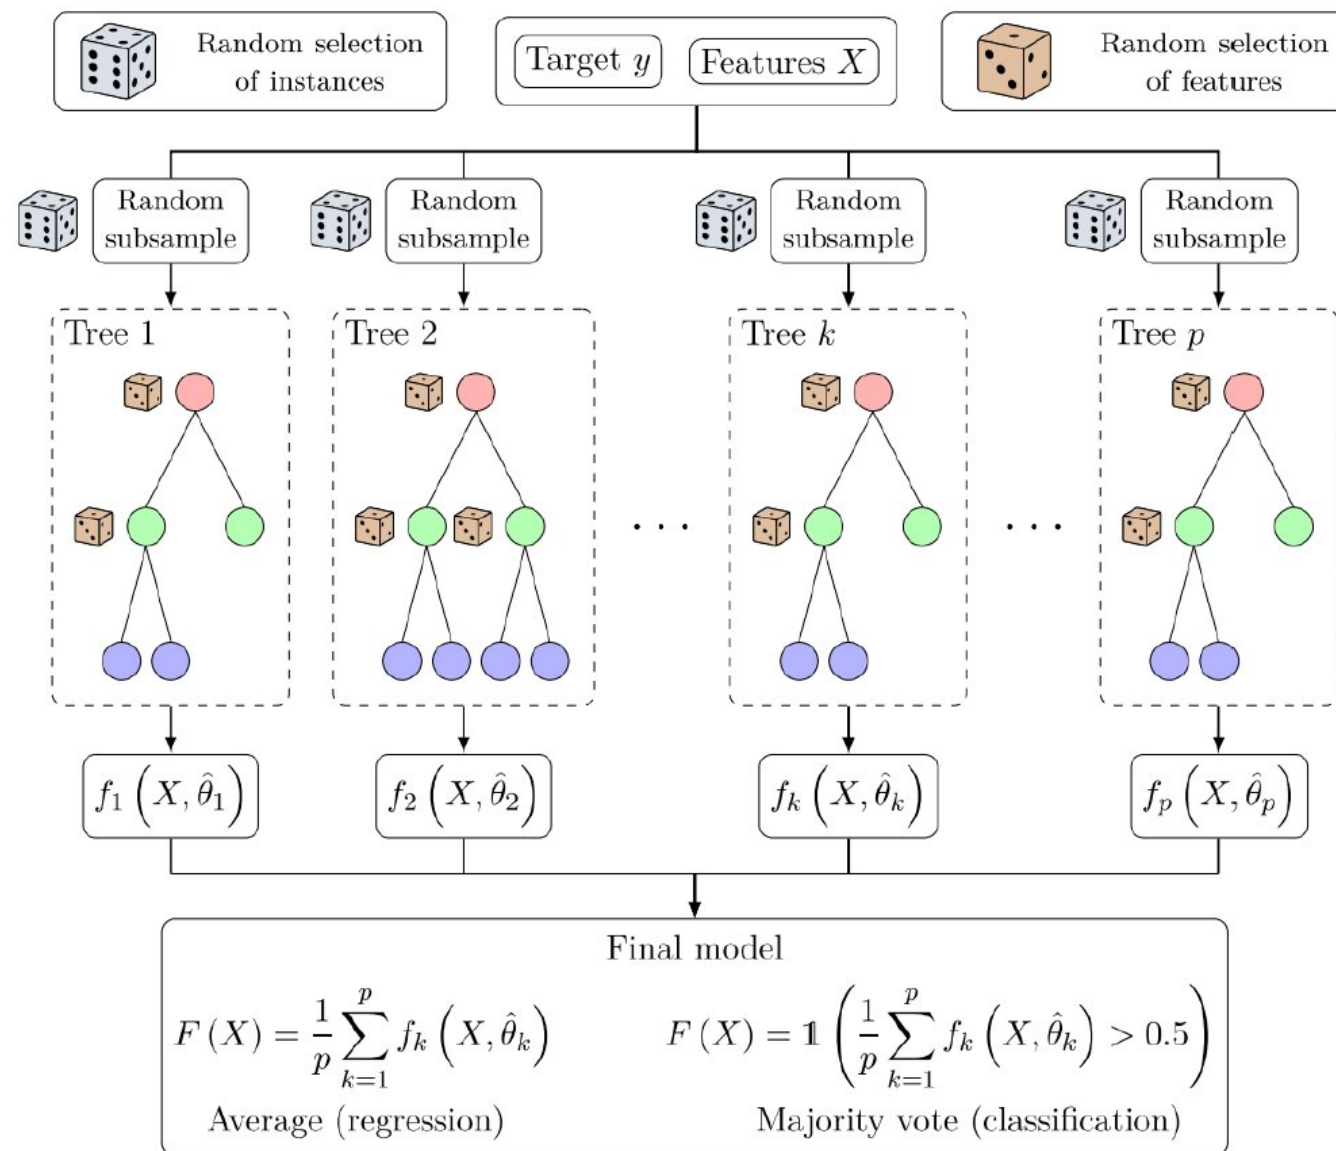 Random selection
of instances
Target y
Features X
Random selection
of features
Random
subsample
Random
subsample
Random
subsample
Random
subsample
Tree 1
Tree 2
Tree k
Tree p
· · ·
· · ·
f₁ (X, θ̂₁)
f₂ (X, θ̂₂)
fₖ (X, θ̂ₖ)
fₚ (X, θ̂ₚ)
Final model
F (X) = 1/p ∑_{k=1}^{p} fₖ (X, θ̂ₖ)
F (X) = 𝟙 (1/p ∑_{k=1}^{p} fₖ (X, θ̂ₖ) > 0.5)
Average (regression)
Majority vote (classification)